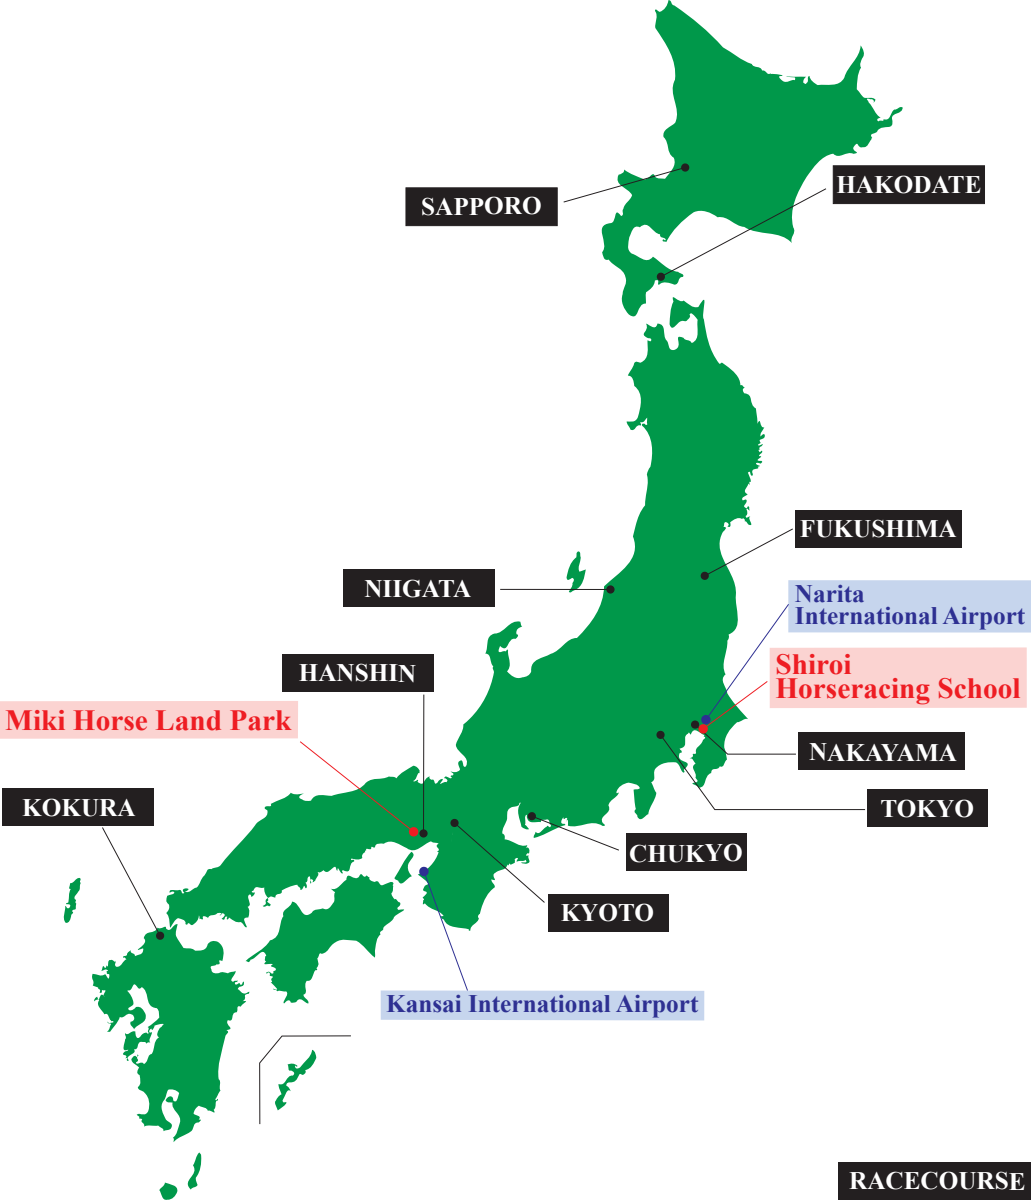 HAKODATE
SAPPORO
FUKUSHIMA
NIIGATA
Narita
International Airport
Shiroi
Horseracing School
HANSHIN
Miki Horse Land Park
NAKAYAMA
KOKURA
TOKYO
CHUKYO
KYOTO
Kansai International Airport
RACECOURSE